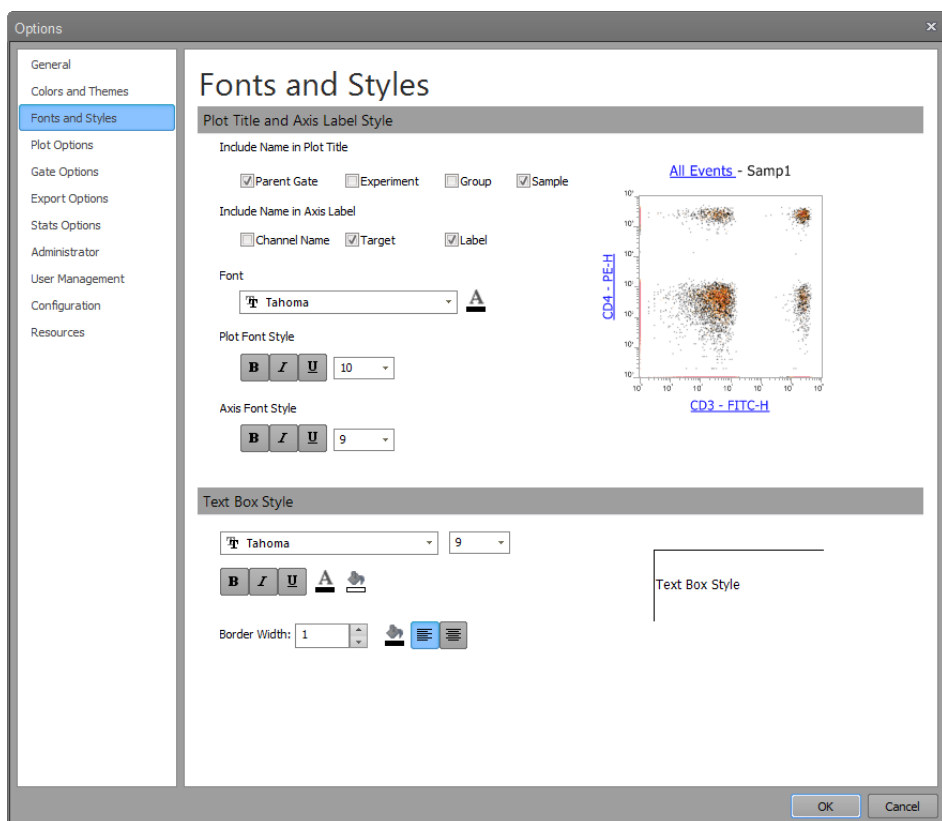 Options
General
Colors and Themes
Fonts and Styles
Plot Options
Gate Options
Export Options
Stats Options
Administrator
User Management
Configuration
Resources
Fonts and Styles
Plot Title and Axis Label Style
Include Name in Plot Title
Parent Gate Experiment Group Sample
Include Name in Axis Label
Channel Name Target Label
Font
Tahoma A
Plot Font Style
B I U 10
Axis Font Style
B I U 9
All Events - Samp1
CD4 - PE-H
CD3 - FITC-H
Text Box Style
Tahoma 9
B I U A
Border Width: 1
Text Box Style
OK Cancel